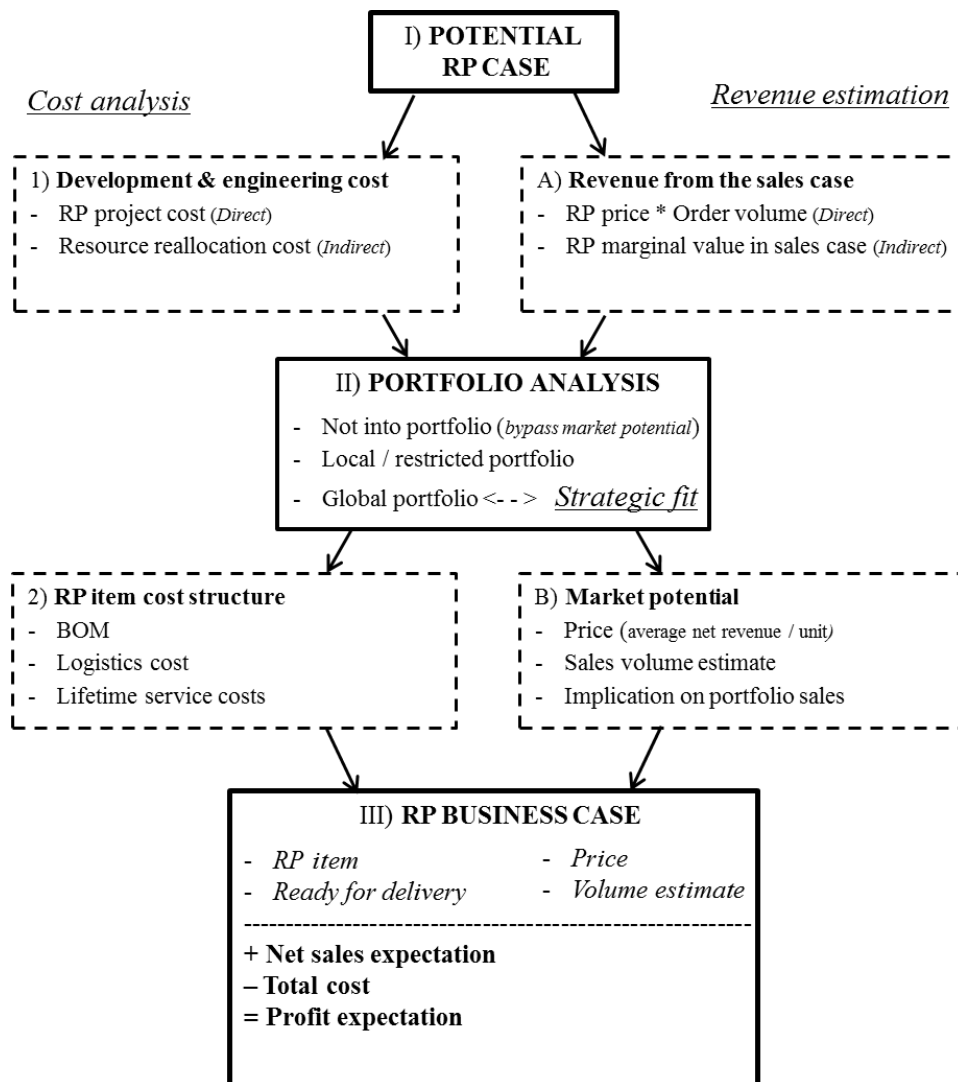 I) POTENTIAL
RP CASE
Cost analysis
Revenue estimation
1) Development & engineering cost
- RP project cost (Direct)
- Resource reallocation cost (Indirect)
A) Revenue from the sales case
- RP price * Order volume (Direct)
- RP marginal value in sales case (Indirect)
II) PORTFOLIO ANALYSIS
- Not into portfolio (bypass market potential)
- Local / restricted portfolio
- Global portfolio <- - > Strategic fit
2) RP item cost structure
- BOM
- Logistics cost
- Lifetime service costs
B) Market potential
- Price (average net revenue / unit)
- Sales volume estimate
- Implication on portfolio sales
III) RP BUSINESS CASE
- RP item
- Ready for delivery
- Price
- Volume estimate
+ Net sales expectation
– Total cost
= Profit expectation